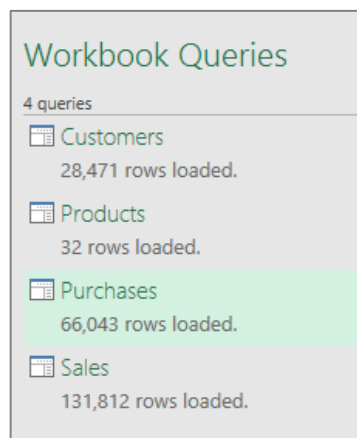 Workbook Queries
4 queries
Customers
28,471 rows loaded.
Products
32 rows loaded.
Purchases
66,043 rows loaded.
Sales
131,812 rows loaded.